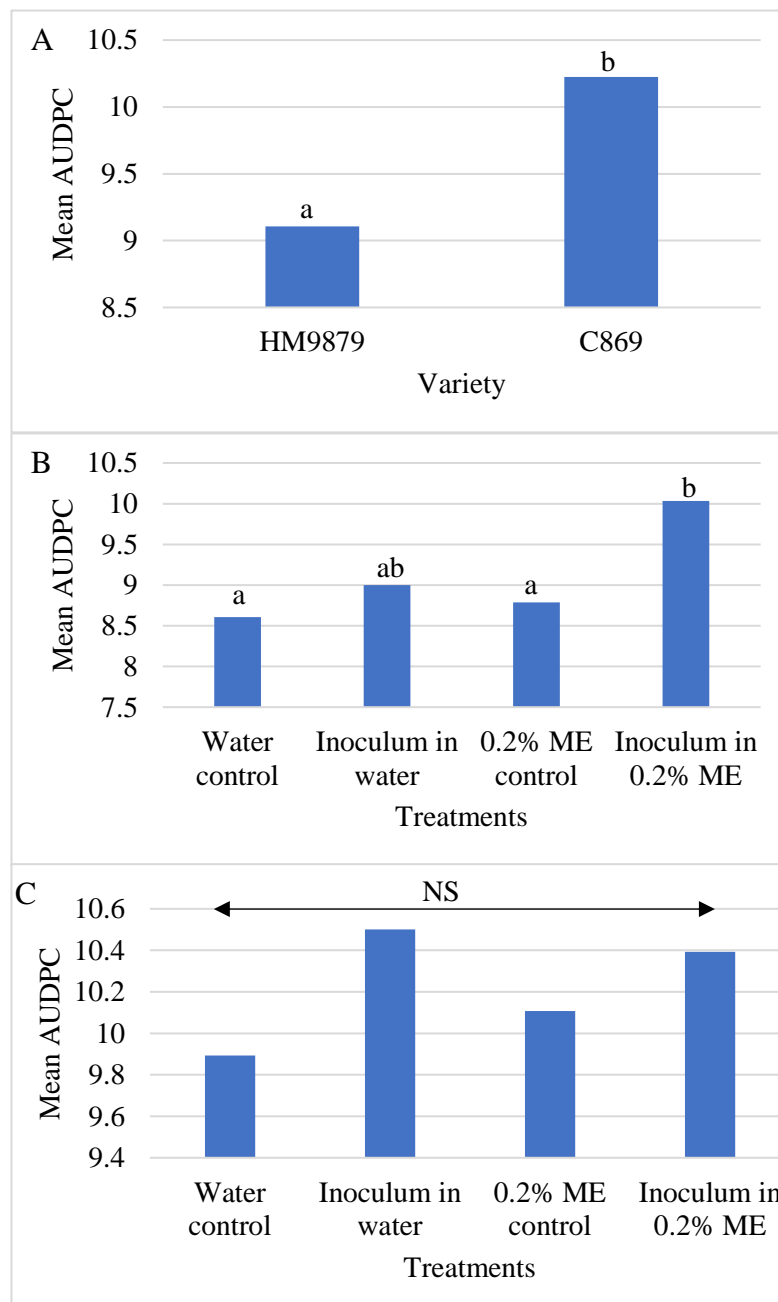 A
10.5
10
9.5
9
8.5
Mean AUDPC
a
b
HM9879
C869
Variety
B
10.5
10
9.5
9
8.5
8
7.5
Mean AUDPC
a
ab
a
b
Water
control
Inoculum in
water
0.2% ME
control
Inoculum in
0.2% ME
Treatments
C
NS
10.6
10.4
10.2
10
9.8
9.6
9.4
Mean AUDPC
Water
control
Inoculum in
water
0.2% ME
control
Inoculum in
0.2% ME
Treatments